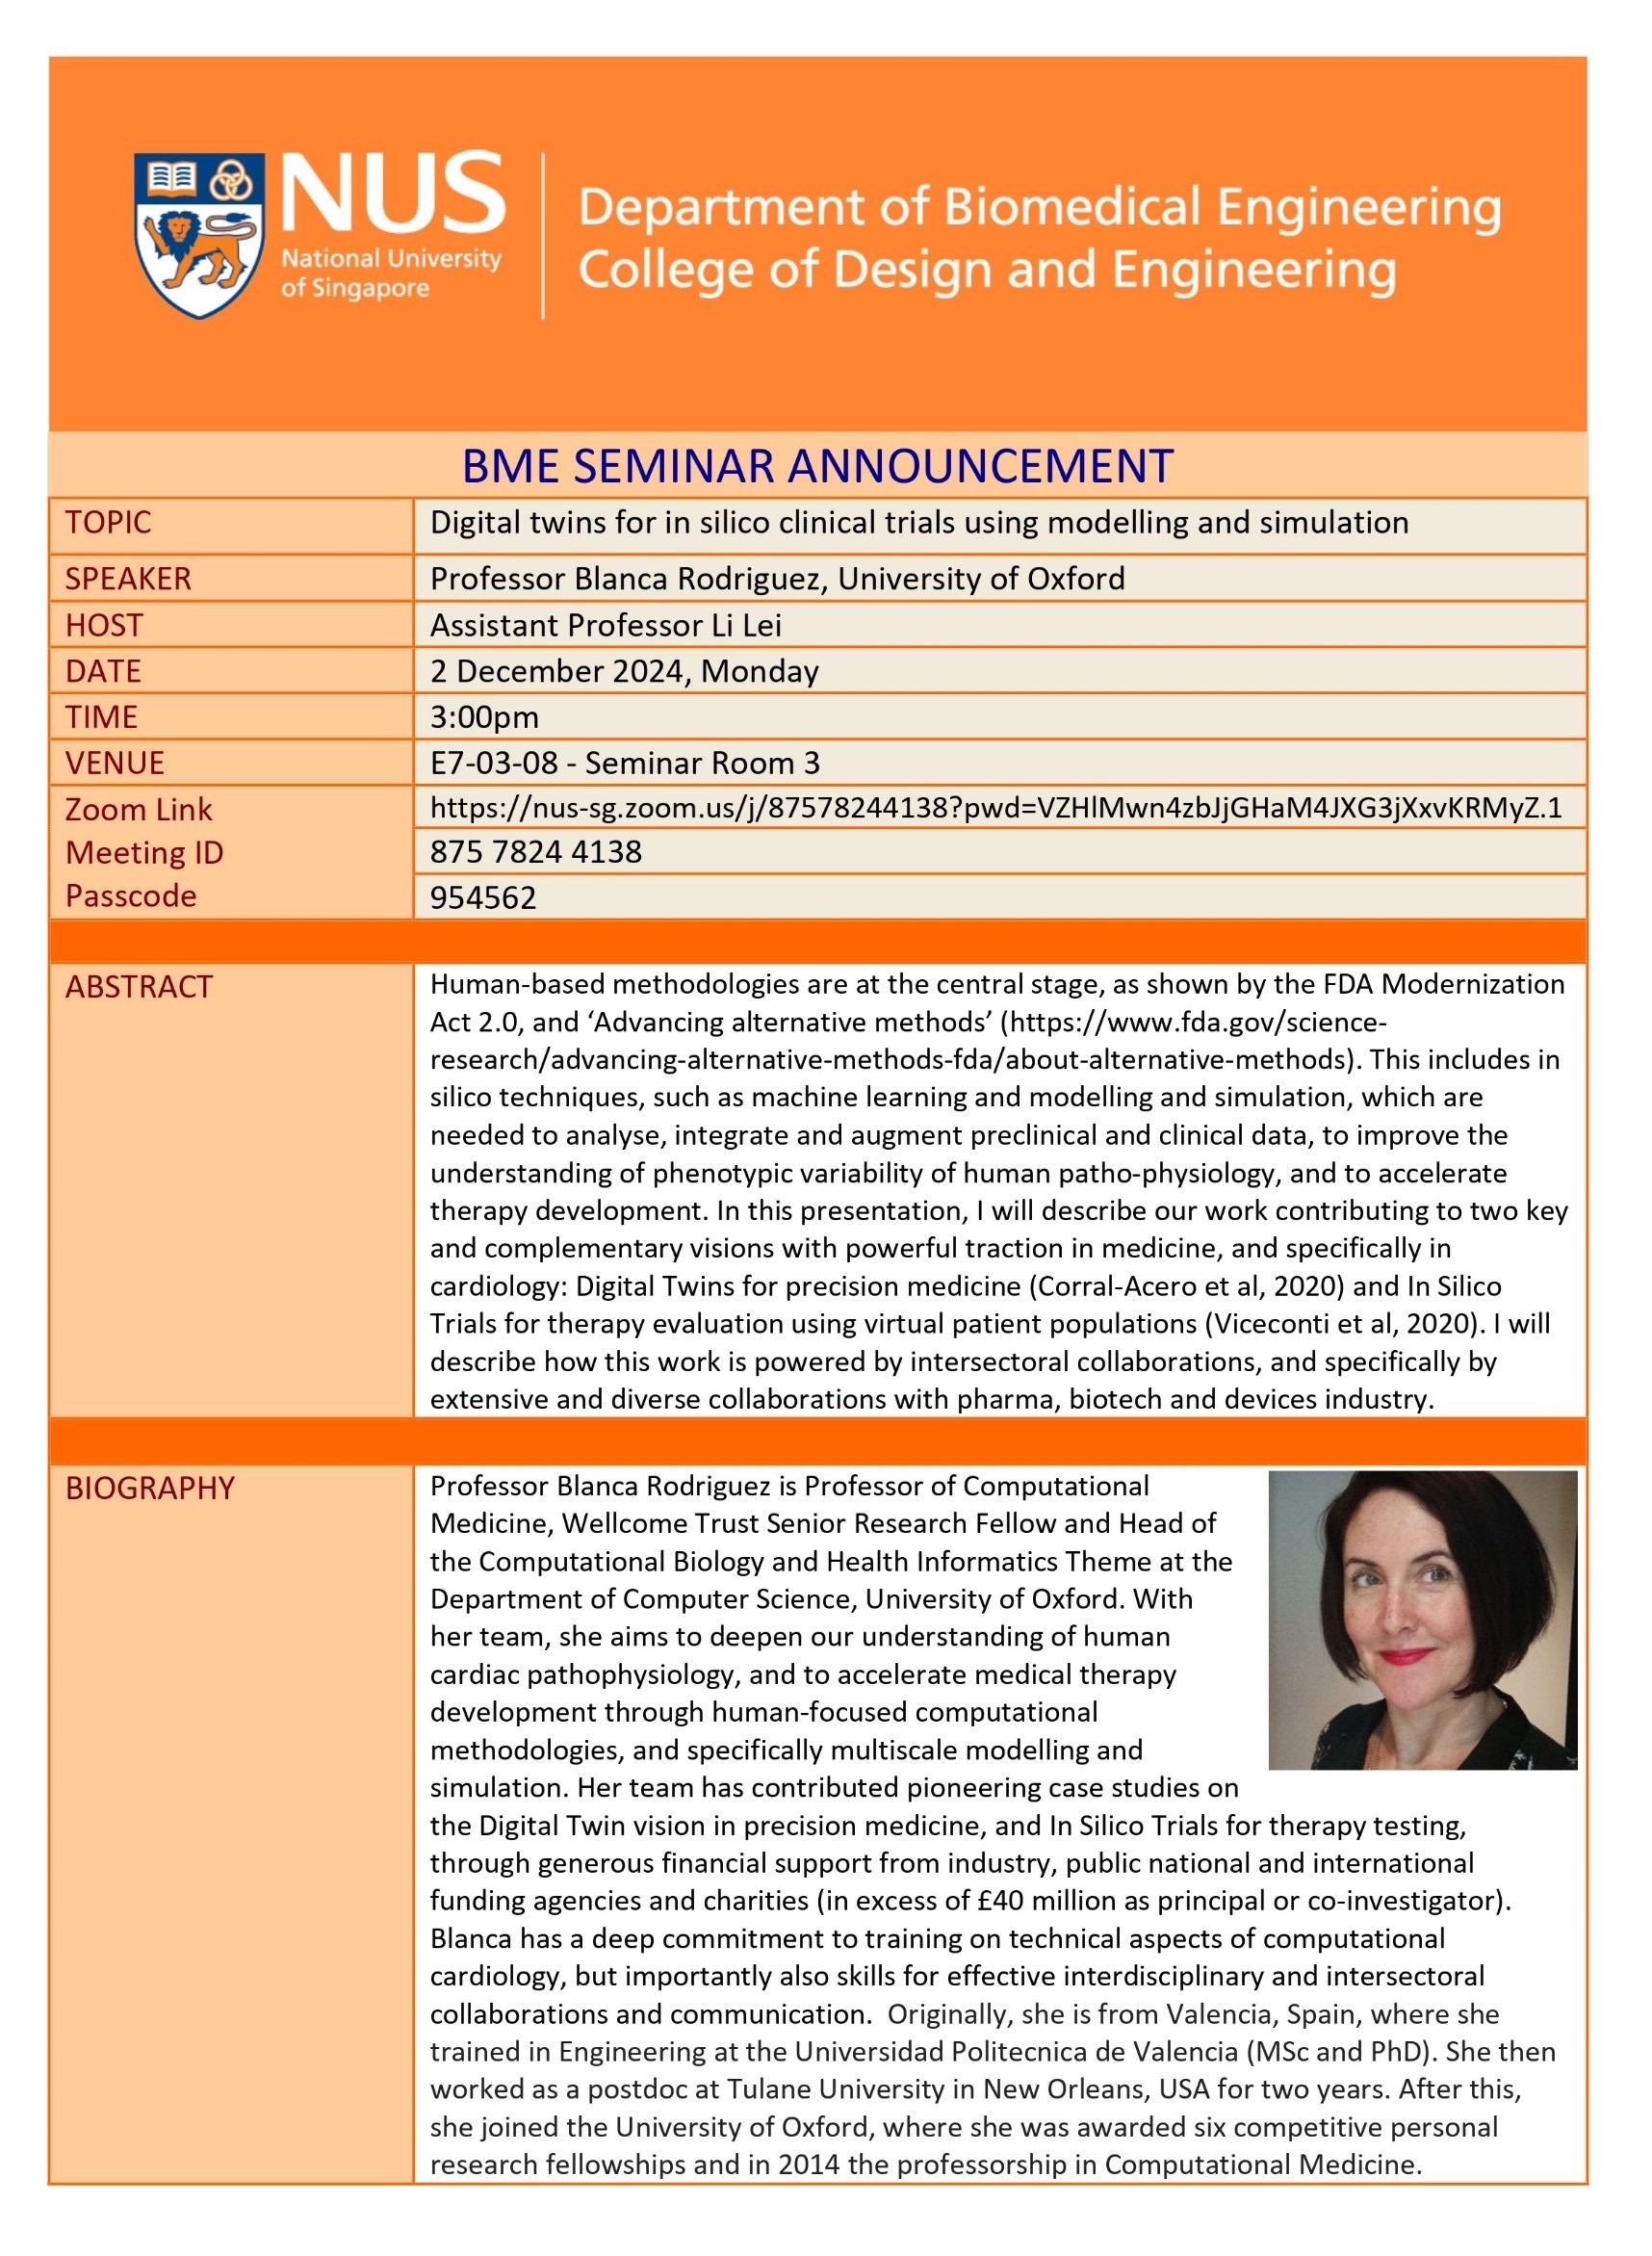 NUS
National University
of Singapore
Department of Biomedical Engineering
College of Design and Engineering
BME SEMINAR ANNOUNCEMENT
TOPIC
Digital twins for in silico clinical trials using modelling and simulation
SPEAKER
Professor Blanca Rodriguez, University of Oxford
HOST
Assistant Professor Li Lei
DATE
2 December 2024, Monday
TIME
3:00pm
VENUE
E7-03-08 - Seminar Room 3
Zoom Link
https://nus-sg.zoom.us/j/87578244138?pwd=VZHlMwn4zbJjGHaM4JXG3jXxvKRMyZ.1
Meeting ID
875 7824 4138
Passcode
954562
ABSTRACT
Human-based methodologies are at the central stage, as shown by the FDA Modernization
Act 2.0, and ‘Advancing alternative methods’ (https://www.fda.gov/science-
research/advancing-alternative-methods-fda/about-alternative-methods). This includes in
silico techniques, such as machine learning and modelling and simulation, which are
needed to analyse, integrate and augment preclinical and clinical data, to improve the
understanding of phenotypic variability of human patho-physiology, and to accelerate
therapy development. In this presentation, I will describe our work contributing to two key
and complementary visions with powerful traction in medicine, and specifically in
cardiology: Digital Twins for precision medicine (Corral-Acero et al, 2020) and In Silico
Trials for therapy evaluation using virtual patient populations (Viceconti et al, 2020). I will
describe how this work is powered by intersectoral collaborations, and specifically by
extensive and diverse collaborations with pharma, biotech and devices industry.
BIOGRAPHY
Professor Blanca Rodriguez is Professor of Computational
Medicine, Wellcome Trust Senior Research Fellow and Head of
the Computational Biology and Health Informatics Theme at the
Department of Computer Science, University of Oxford. With
her team, she aims to deepen our understanding of human
cardiac pathophysiology, and to accelerate medical therapy
development through human-focused computational
methodologies, and specifically multiscale modelling and
simulation. Her team has contributed pioneering case studies on
the Digital Twin vision in precision medicine, and In Silico Trials for therapy testing,
through generous financial support from industry, public national and international
funding agencies and charities (in excess of £40 million as principal or co-investigator).
Blanca has a deep commitment to training on technical aspects of computational
cardiology, but importantly also skills for effective interdisciplinary and intersectoral
collaborations and communication.  Originally, she is from Valencia, Spain, where she
trained in Engineering at the Universidad Politecnica de Valencia (MSc and PhD). She then
worked as a postdoc at Tulane University in New Orleans, USA for two years. After this,
she joined the University of Oxford, where she was awarded six competitive personal
research fellowships and in 2014 the professorship in Computational Medicine.